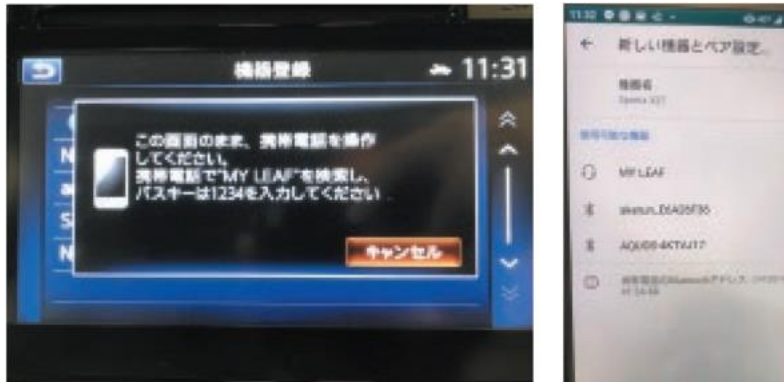 機器登録
11:31
この画面のまま、携帯電話を操作
してください。
携帯電話で"MY LEAF"を検索し、
パスキーは1234を入力してください
キャンセル
11:32
新しい機器とペア設定
機器名
使用可能な機器
MY LEAF